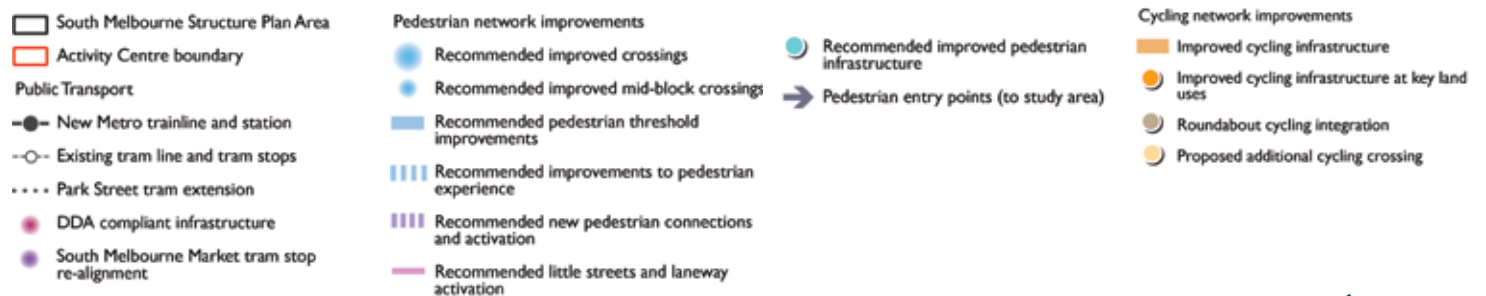 South Melbourne Structure Plan Area
Activity Centre boundary
Public Transport
New Metro trainline and station
Existing tram line and tram stops
Park Street tram extension
DDA compliant infrastructure
South Melbourne Market tram stop
re-alignment
Pedestrian network improvements
Recommended improved crossings
Recommended improved mid-block crossings
Recommended pedestrian threshold
improvements
Recommended improvements to pedestrian
experience
Recommended new pedestrian connections
and activation
Recommended little streets and laneway
activation
Recommended improved pedestrian
infrastructure
Pedestrian entry points (to study area)
Cycling network improvements
Improved cycling infrastructure
Improved cycling infrastructure at key land
uses
Roundabout cycling integration
Proposed additional cycling crossing